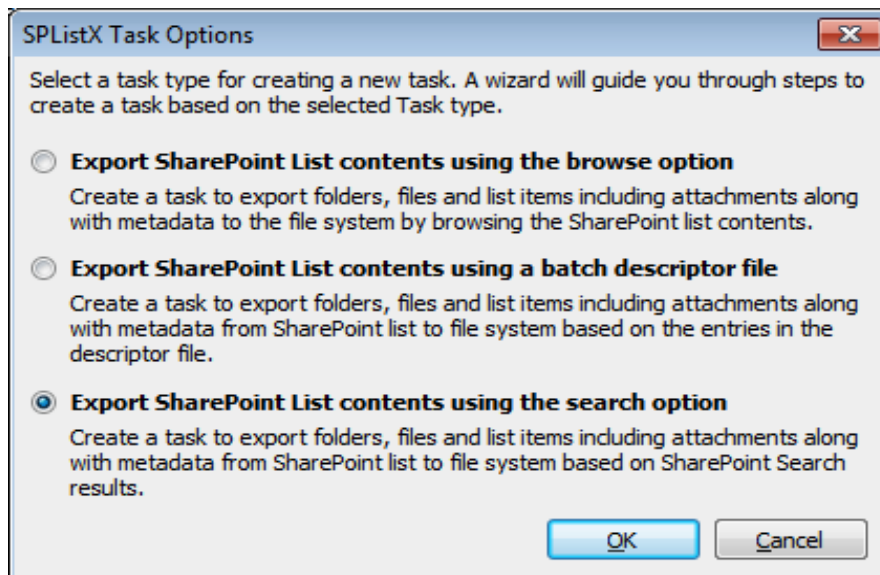 SPListX Task Options
Select a task type for creating a new task. A wizard will guide you through steps to
create a task based on the selected Task type.
Export SharePoint List contents using the browse option
Create a task to export folders, files and list items including attachments along
with metadata to the file system by browsing the SharePoint list contents.
Export SharePoint List contents using a batch descriptor file
Create a task to export folders, files and list items including attachments along
with metadata from SharePoint list to file system based on the entries in the
descriptor file.
Export SharePoint List contents using the search option
Create a task to export folders, files and list items including attachments along
with metadata from SharePoint list to file system based on SharePoint Search
results.
OK Cancel